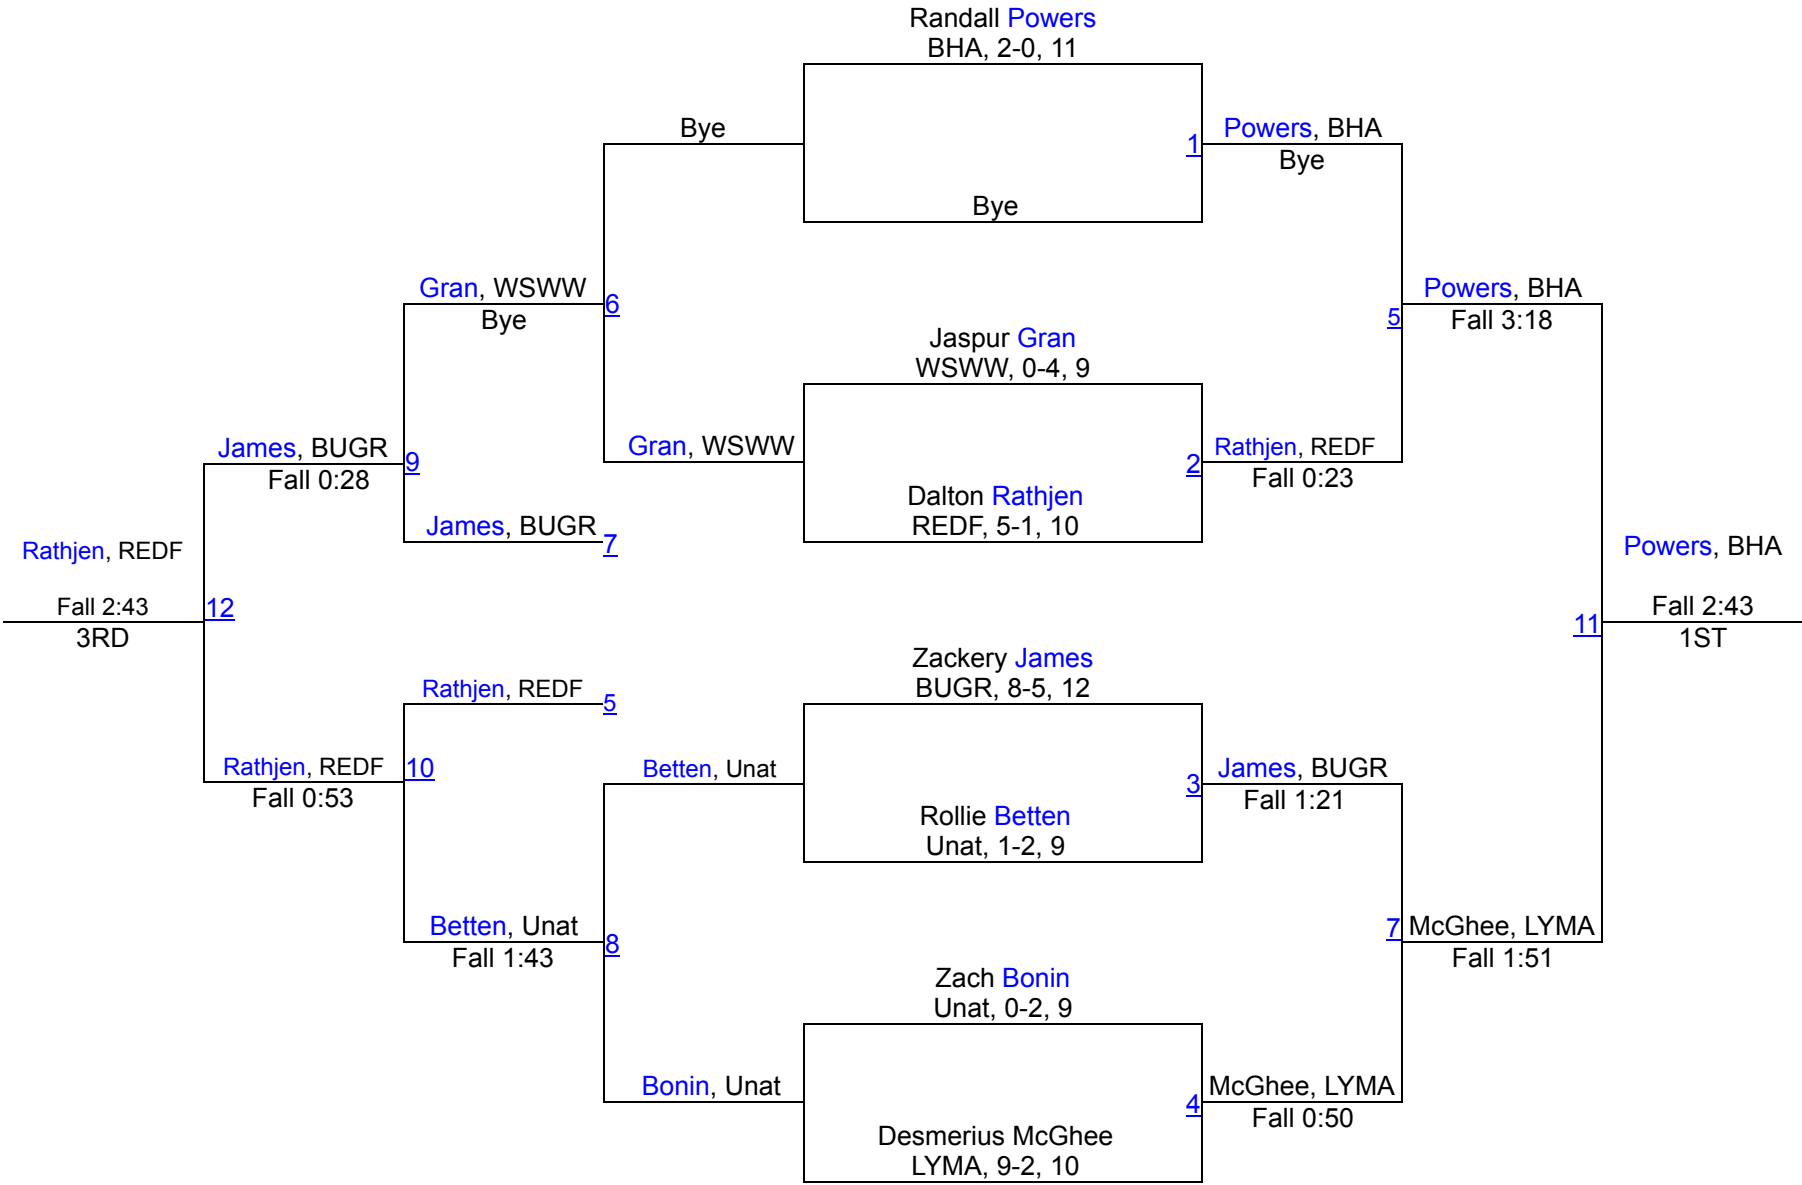 Randall Powers
BHA, 2-0, 11
Bye
1
Powers, BHA
Bye
Bye
Gran, WSWW
Bye
6
Powers, BHA
5
Fall 3:18
Jaspur Gran
WSWW, 0-4, 9
Gran, WSWW
2
Rathjen, REDF
Fall 0:23
James, BUGR
Fall 0:28
9
Dalton Rathjen
REDF, 5-1, 10
James, BUGR
7
Rathjen, REDF
Fall 2:43
3RD
12
Powers, BHA
Fall 2:43
1ST
11
Zackery James
BUGR, 8-5, 12
Rathjen, REDF
5
Rathjen, REDF
Fall 0:53
10
Betten, Unat
3
James, BUGR
Fall 1:21
Rollie Betten
Unat, 1-2, 9
Betten, Unat
Fall 1:43
8
7
McGhee, LYMA
Fall 1:51
Zach Bonin
Unat, 0-2, 9
Bonin, Unat
4
McGhee, LYMA
Fall 0:50
Desmerius McGhee
LYMA, 9-2, 10